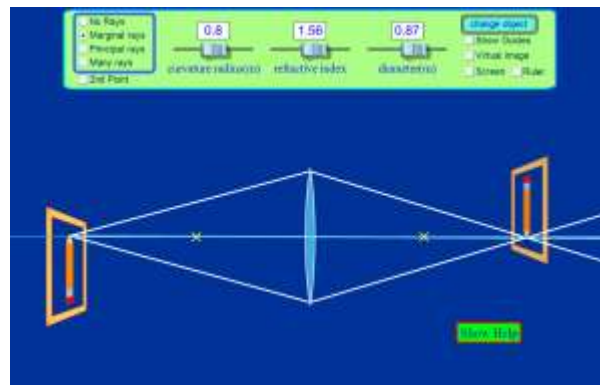 No Rays
Marginal rays
Principal rays
Many rays
2nd Point
0.8
curvature radius(m)
1.56
refractive index
0.87
diameter(m)
change object
Show Guides
Virtual Image
Screen
Ruler
Show Help